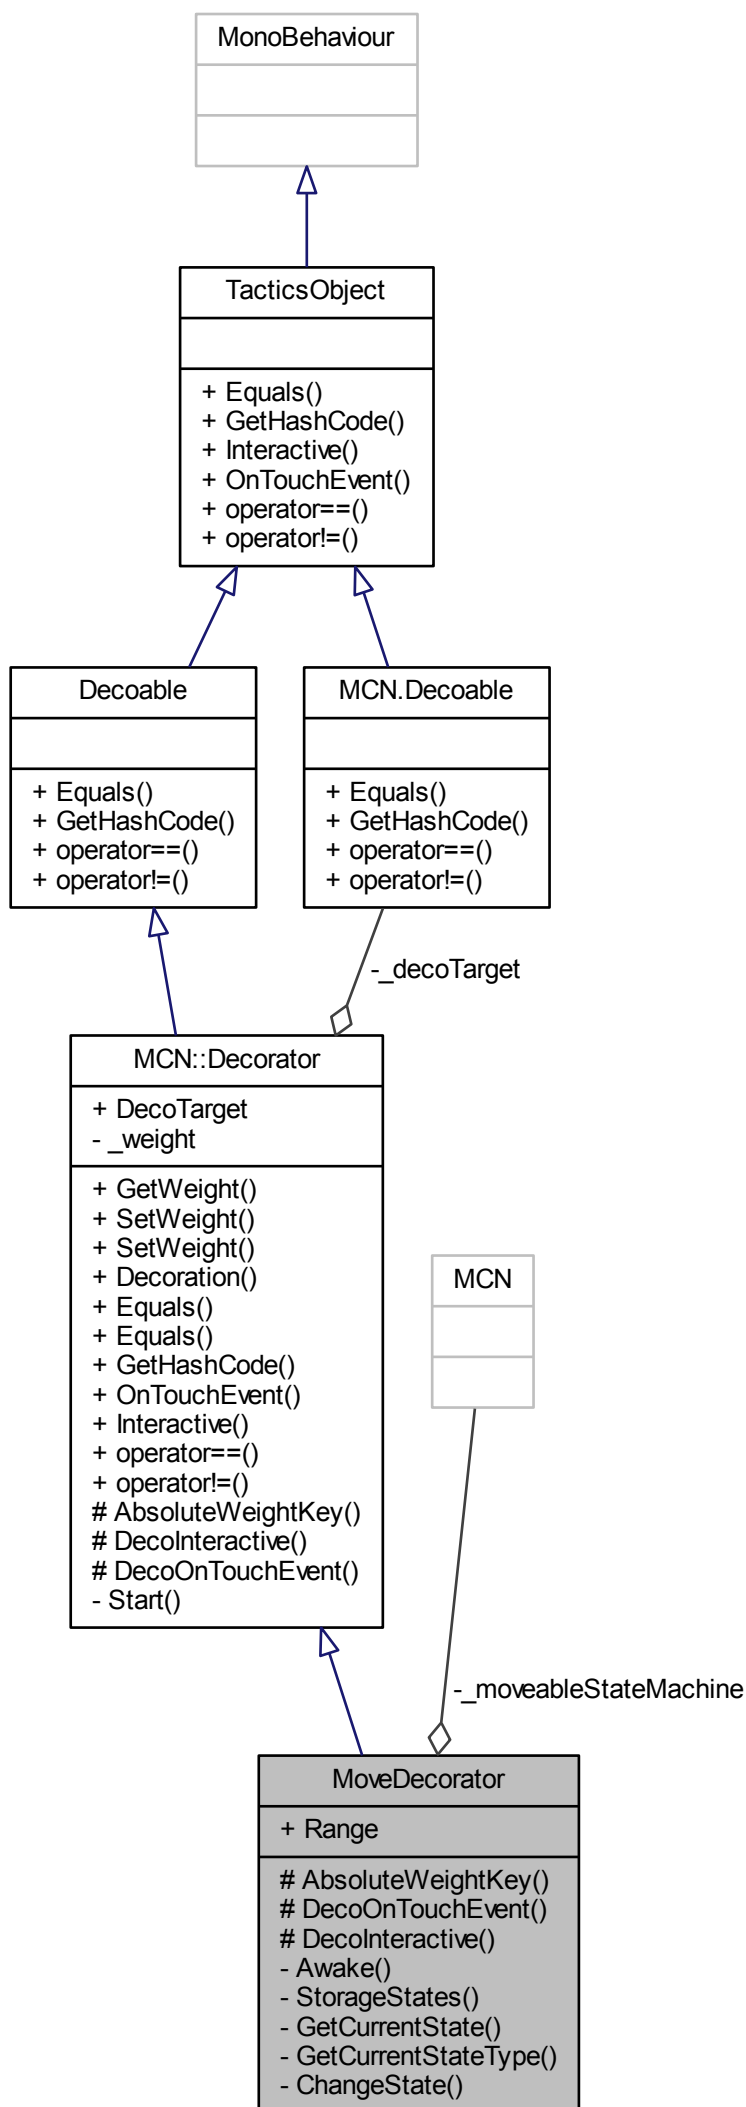 MonoBehaviour
TacticsObject
+ Equals()
+ GetHashCode()
+ Interactive()
+ OnTouchEvent()
+ operator==()
+ operator!=()
Decoable
+ Equals()
+ GetHashCode()
+ operator==()
+ operator!=()
MCN.Decoable
+ Equals()
+ GetHashCode()
+ operator==()
+ operator!=()
-_decoTarget
MCN::Decorator
+ DecoTarget
- _weight
+ GetWeight()
+ SetWeight()
+ SetWeight()
+ Decoration()
+ Equals()
+ Equals()
+ GetHashCode()
+ OnTouchEvent()
+ Interactive()
+ operator==()
+ operator!=()
# AbsoluteWeightKey()
# DecoInteractive()
# DecoOnTouchEvent()
- Start()
MCN
-_moveableStateMachine
MoveDecorator
+ Range
# AbsoluteWeightKey()
# DecoOnTouchEvent()
# DecoInteractive()
- Awake()
- StorageStates()
- GetCurrentState()
- GetCurrentStateType()
- ChangeState()